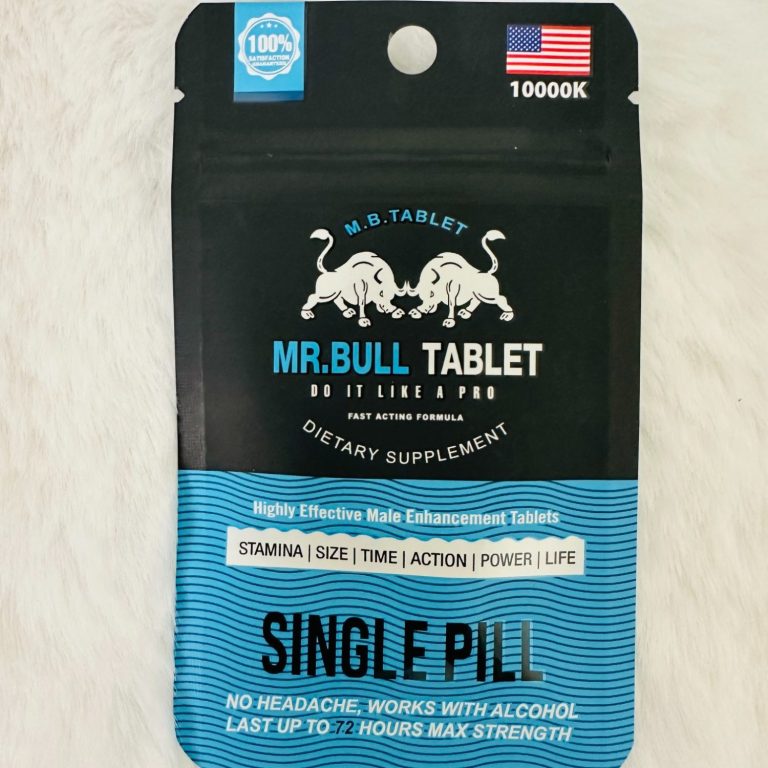 100%
SATISFACTION
GUARANTEED
10000K
M.B.TABLET
MR.BULL TABLET
DO IT LIKE A PRO
FAST ACTING FORMULA
DIETARY SUPPLEMENT
Highly Effective Male Enhancement Tablets
STAMINA | SIZE | TIME | ACTION | POWER | LIFE
SINGLE PILL
NO HEADACHE, WORKS WITH ALCOHOL
LAST UP TO 72 HOURS MAX STRENGTH